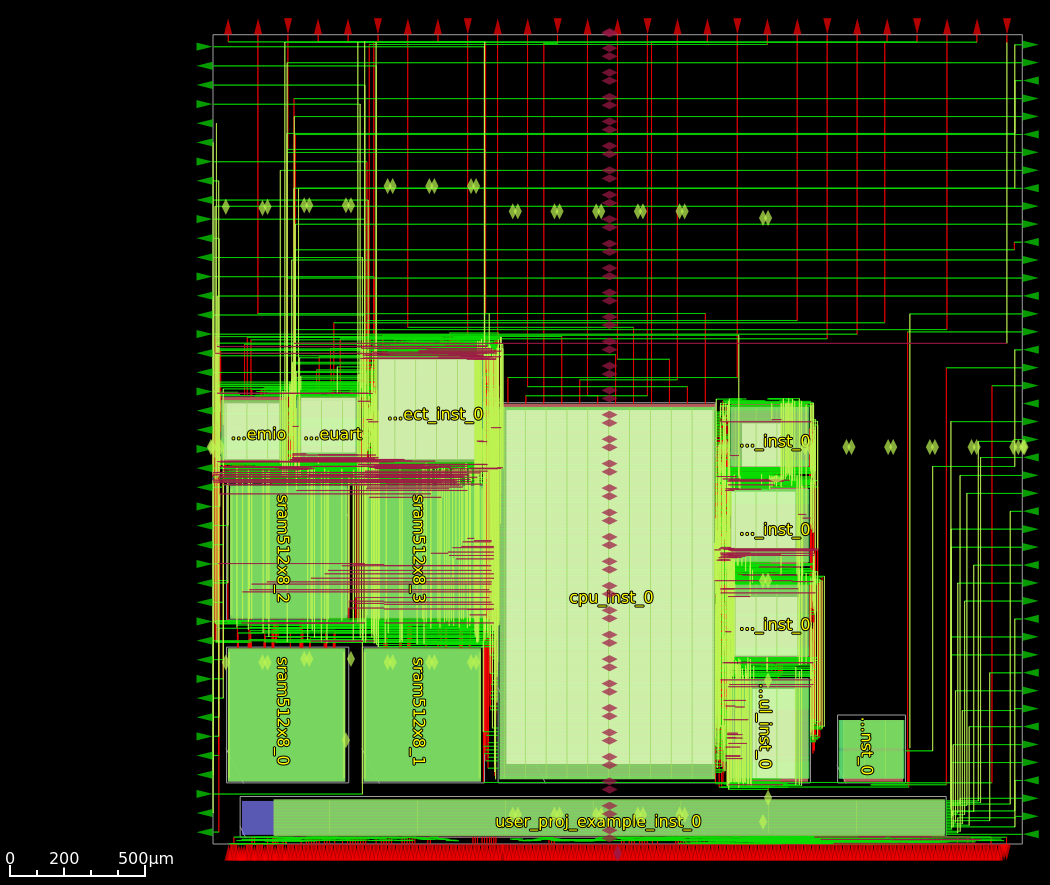 ...ect_inst_0
...emio
...euart
..._inst_0
sram512x8_2
sram512x8_3
..._inst_0
cpu_inst_0
..._inst_0
sram512x8_0
sram512x8_1
...ul_inst_0
...nst_0
user_proj_example_inst_0
0 200 500µm